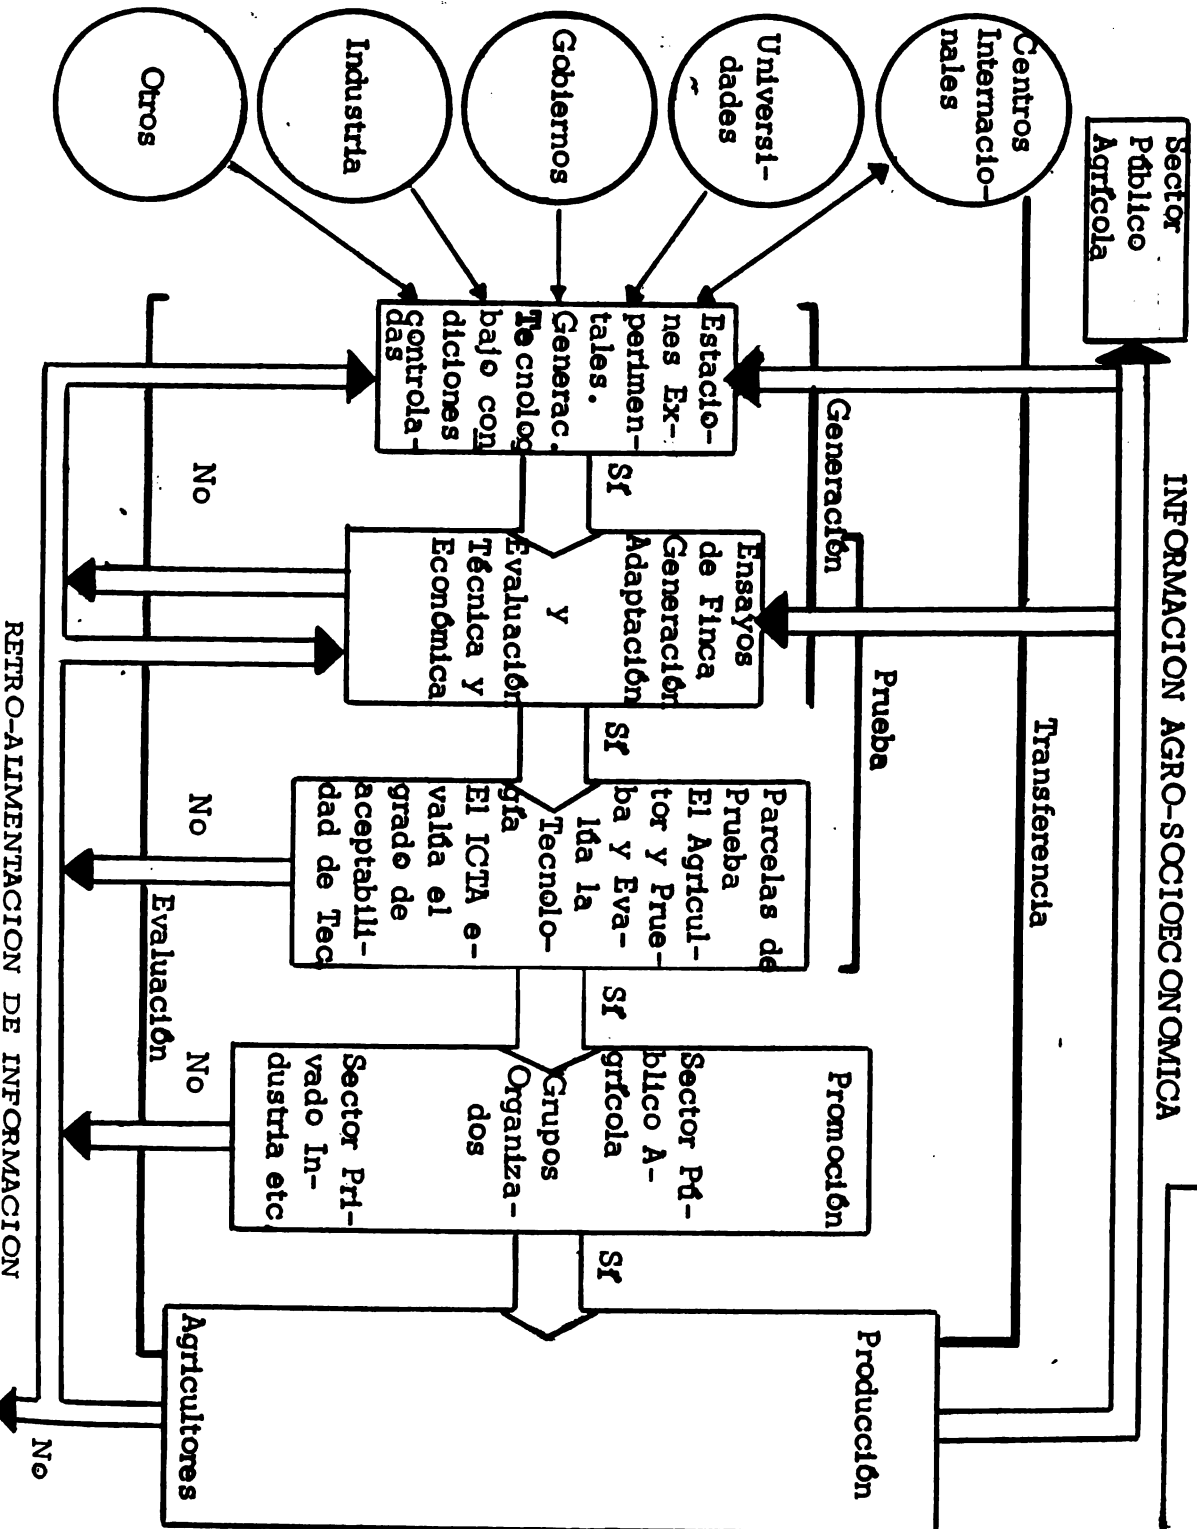 INFORMACION AGRO-SOCIOECONOMICA
Sector
Público
Agrícola
Centros
Internacio-
nales
Universi-
dades
Gobiernos
Industria
Otros
Transferencia
Generación
Prueba
Estacio-
nes Ex-
perimen-
tales.
Generac.
Tecnolog
bajo con
diciones
controla-
das
Sí
Ensayos
de Finca
Generación
Adaptación
y
Evaluación
Técnica y
Económica
Sí
Parcelas de
Prueba
El Agricul-
tor y Prue-
ba y Eva-
lúa la
Tecnolo-
gía
El ICTA e-
valúa el
grado de
aceptabili-
dad de Tec
Sí
Promoción
Sector Pú-
blico A-
grícola
Grupos
Organiza-
dos
Sector Pri-
vado In-
dustria etc
Sí
Producción
Agricultores
No
No
No
Evaluación
No
RETRO-ALIMENTACION DE INFORMACION